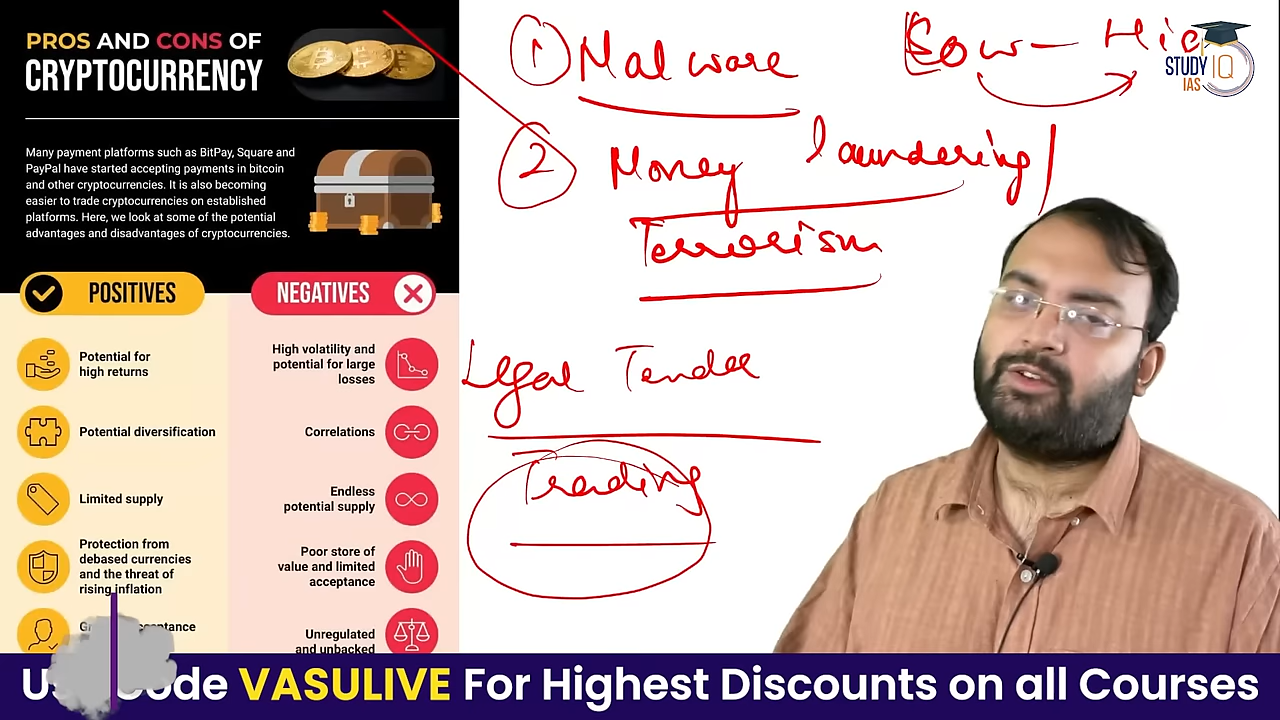 PROS AND CONS OF
CRYPTOCURRENCY
Many payment platforms such as BitPay, Square and
PayPal have started accepting payments in bitcoin
and other cryptocurrencies. It is also becoming
easier to trade cryptocurrencies on established
platforms. Here, we look at some of the potential
advantages and disadvantages of cryptocurrencies.
POSITIVES
Potential for
high returns
Potential diversification
Limited supply
Protection from
debased currencies
and the threat of
rising inflation
NEGATIVES
High volatility and
potential for large
losses
Correlations
Endless
potential supply
Poor store of
value and limited
acceptance
Unregulated
and unbacked
1 Malware
2 Money laundering/
Terrorism
Legal Tender
Trading
STUDY IQ
IAS
Code VASULIVE For Highest Discounts on all Courses